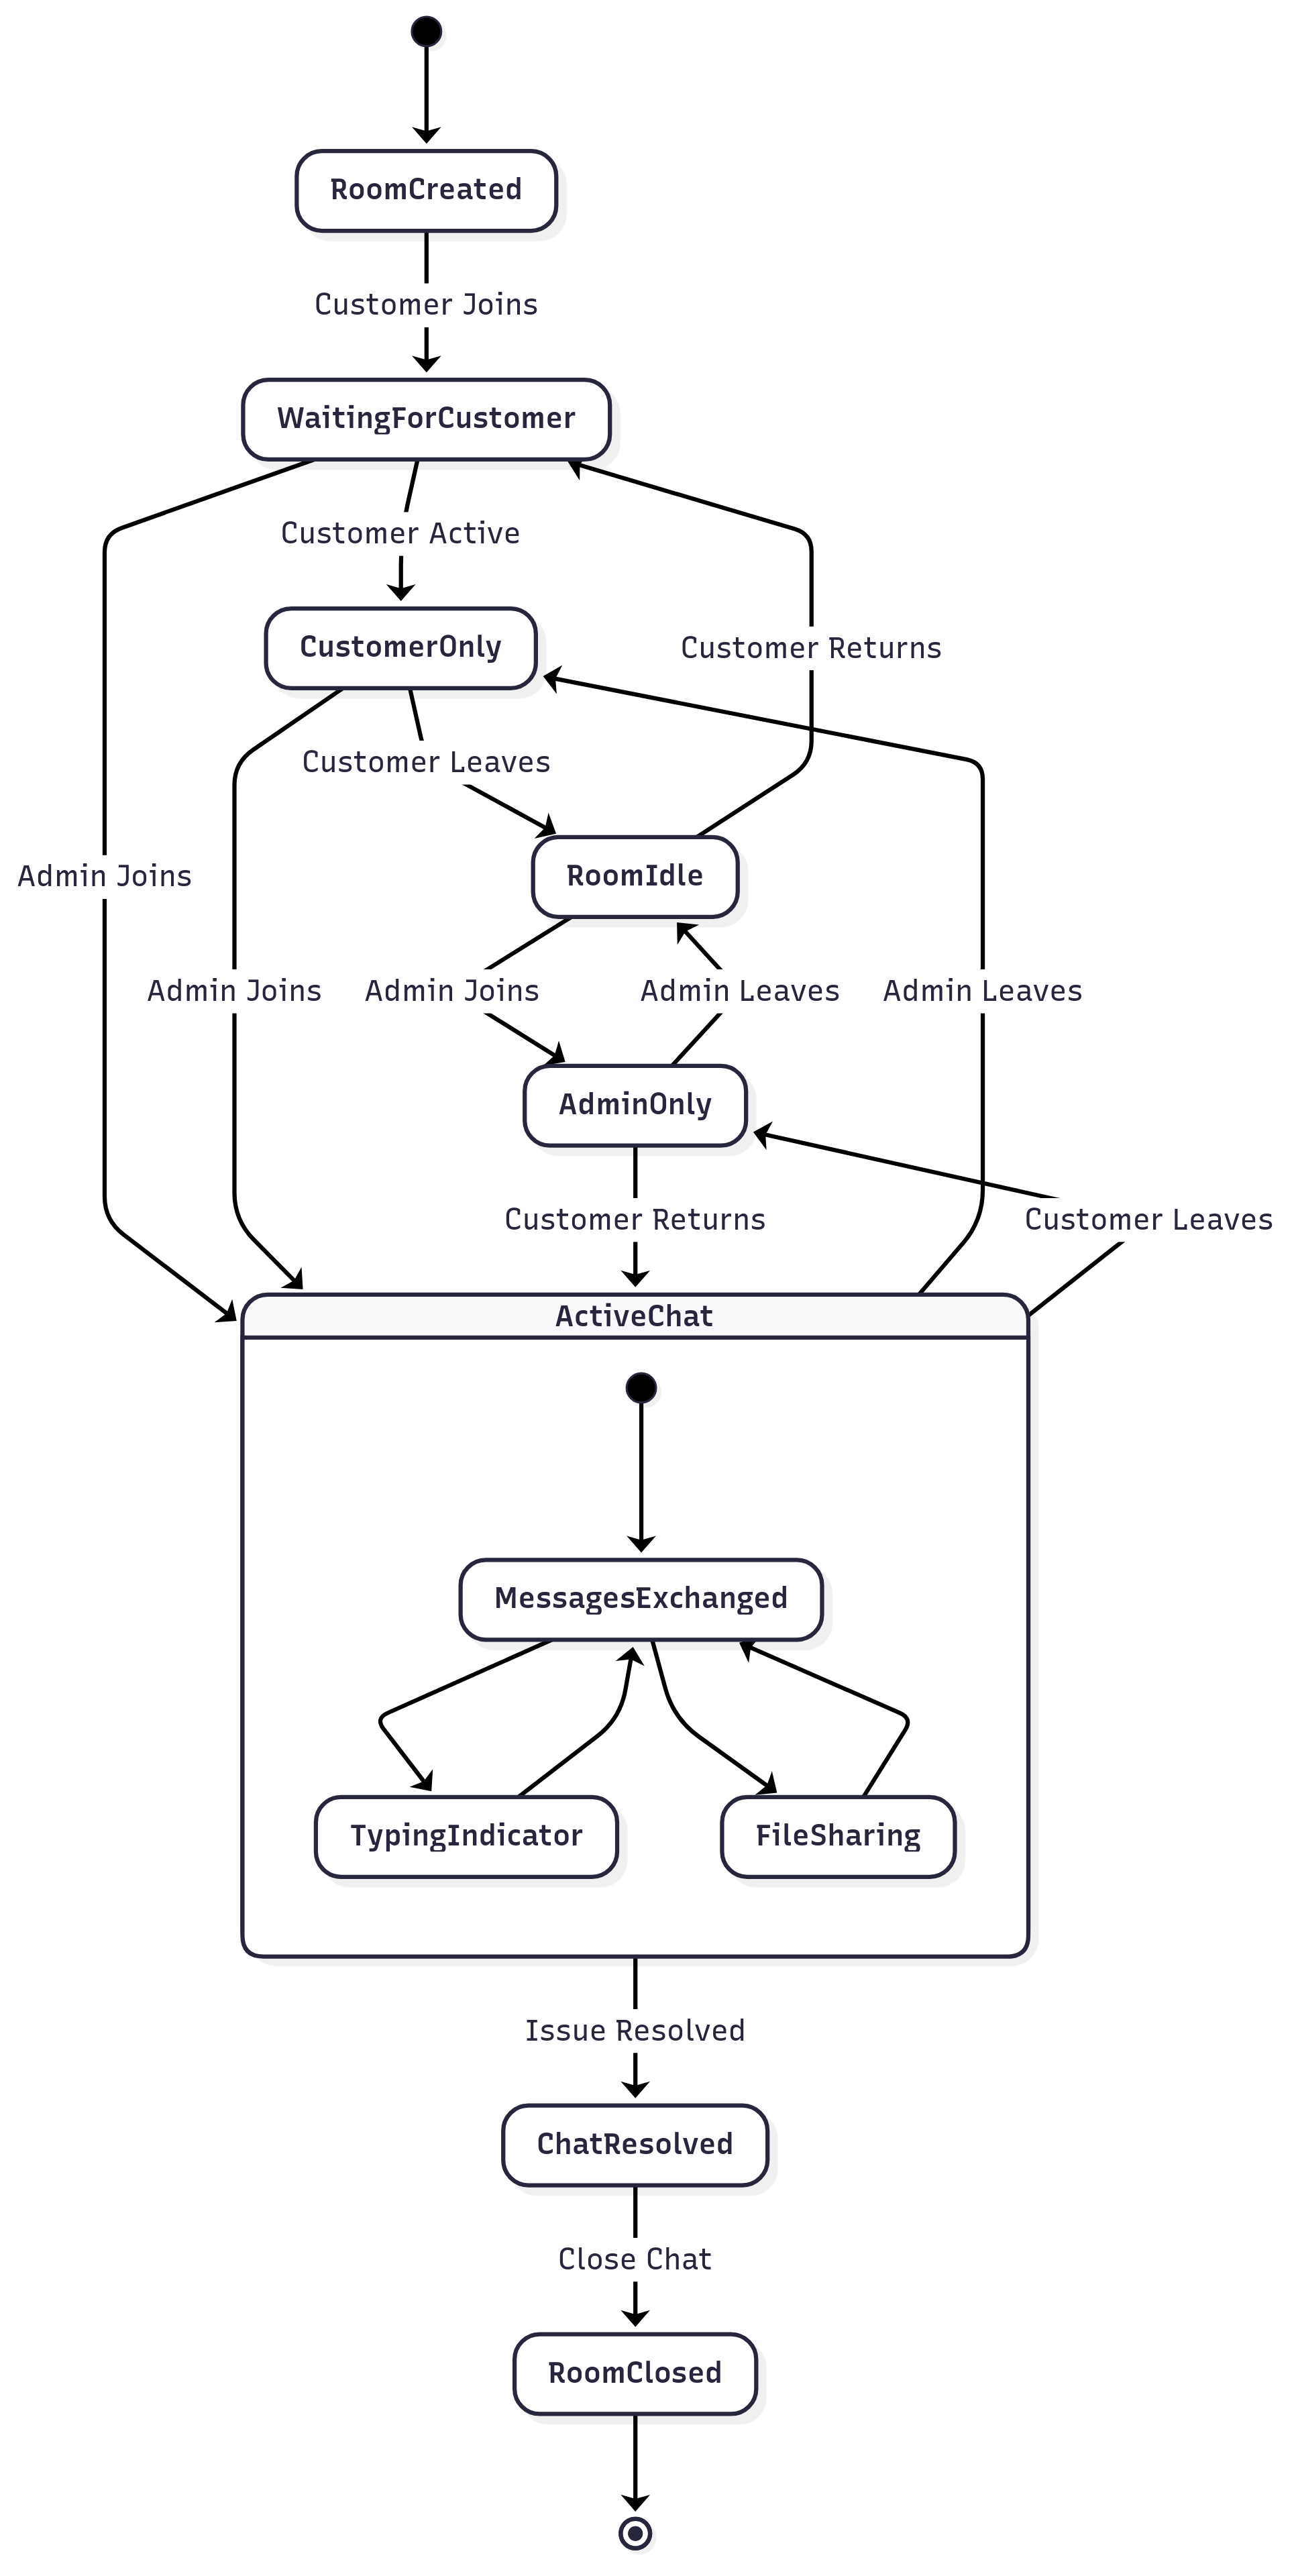 RoomCreated
Customer Joins
WaitingForCustomer
Customer Active
CustomerOnly
Customer Returns
Customer Leaves
Admin Joins
RoomIdle
Admin Joins
Admin Joins
Admin Leaves
Admin Leaves
AdminOnly
Customer Returns
Customer Leaves
ActiveChat
MessagesExchanged
TypingIndicator
FileSharing
Issue Resolved
ChatResolved
Close Chat
RoomClosed